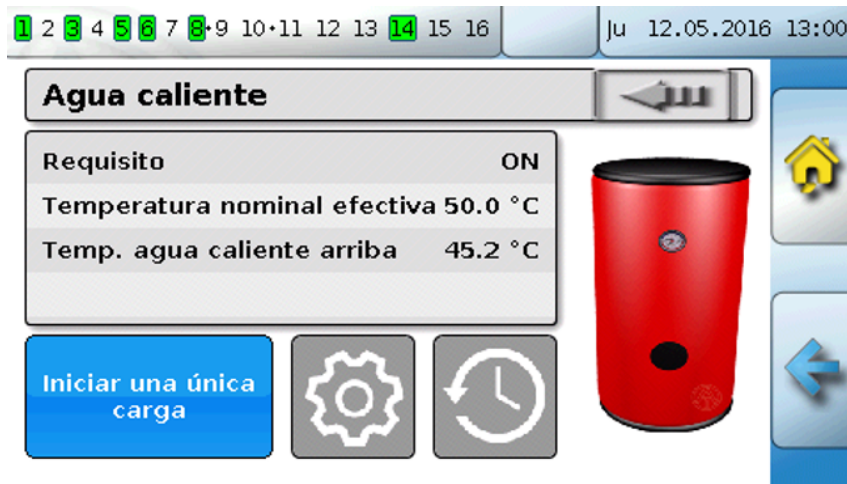 1 2 3 4 5 6 7 8•9 10•11 12 13 14 15 16 Ju 12.05.2016 13:00
Agua caliente
Requisito ON
Temperatura nominal efectiva 50.0 °C
Temp. agua caliente arriba 45.2 °C
Iniciar una única
carga